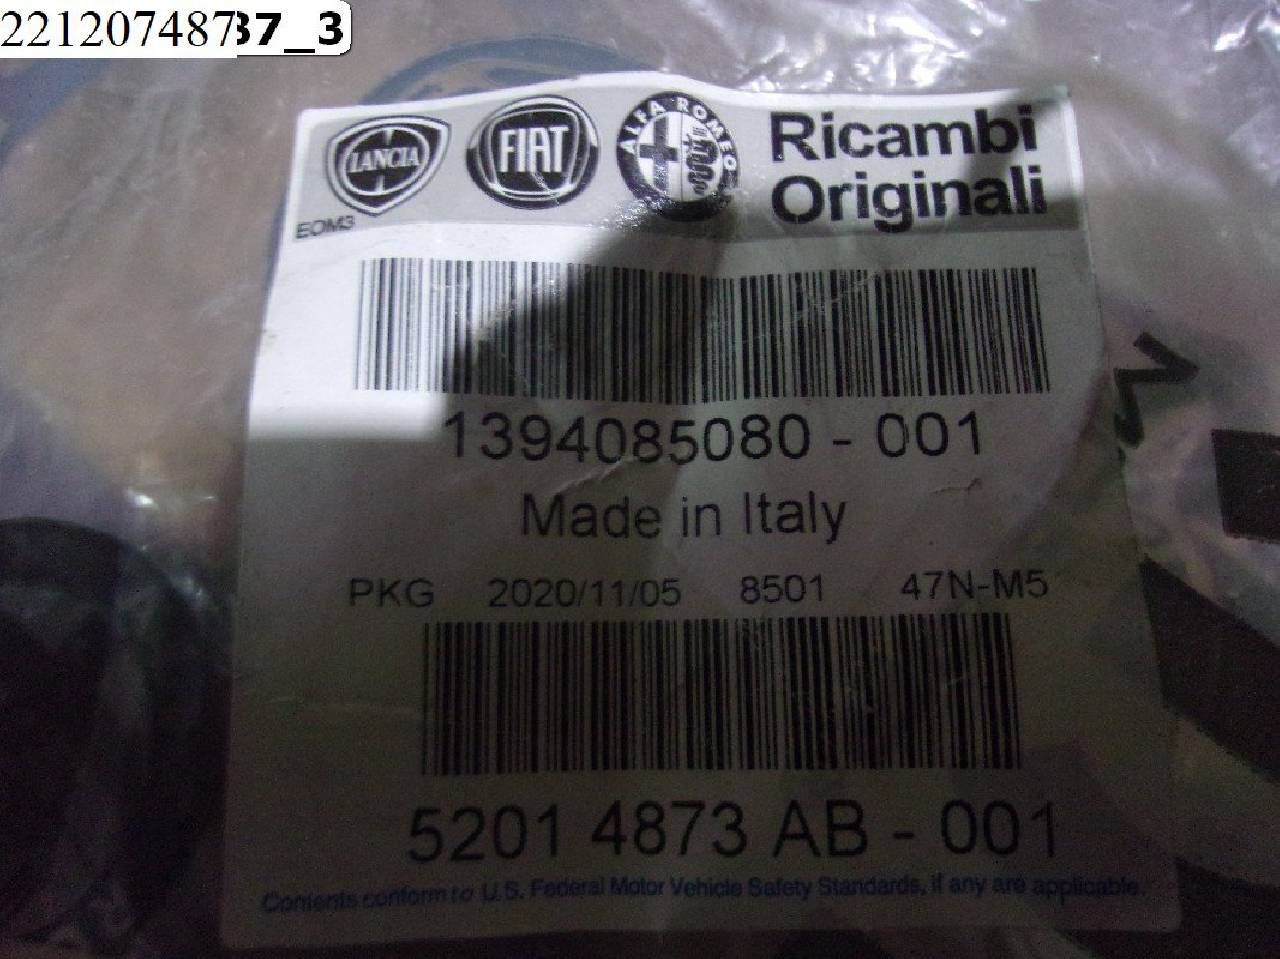 22120748737_3
LANCIA
FIAT
ALFA ROMEO
Ricambi
Originali
EOM3
1394085080 - 001
Made in Italy
PKG 2020/11/05 8501 47N-M5
5201 4873 AB - 001
Contents conform to U.S. Federal Motor Vehicle Safety Standards, if any are applicable.